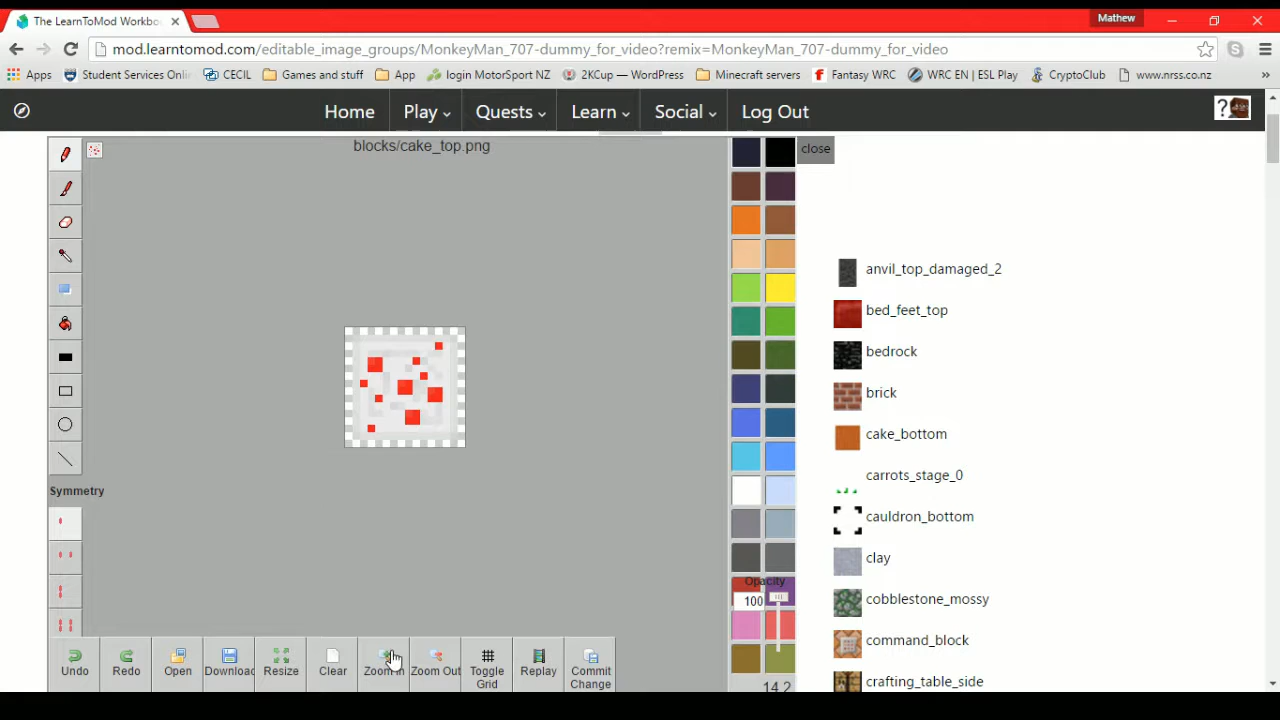 The LearnToMod Workbo
Mathew
mod.learntomod.com/editable_image_groups/MonkeyMan_707-dummy_for_video?remix=MonkeyMan_707-dummy_for_video
Apps Student Services Onli CECIL Games and stuff App login MotorSport NZ 2KCup — WordPress Minecraft servers Fantasy WRC WRC EN | ESL Play CryptoClub www.nrss.co.nz »
Home Play Quests Learn Social Log Out ?
blocks/cake_top.png
close
anvil_top_damaged_2
bed_feet_top
bedrock
brick
cake_bottom
carrots_stage_0
cauldron_bottom
clay
cobblestone_mossy
command_block
crafting_table_side
Symmetry
Opacity
100
14.2
Undo Redo Open Downloac Resize Clear Zoom In Zoom Out Toggle Grid Replay Commit Change